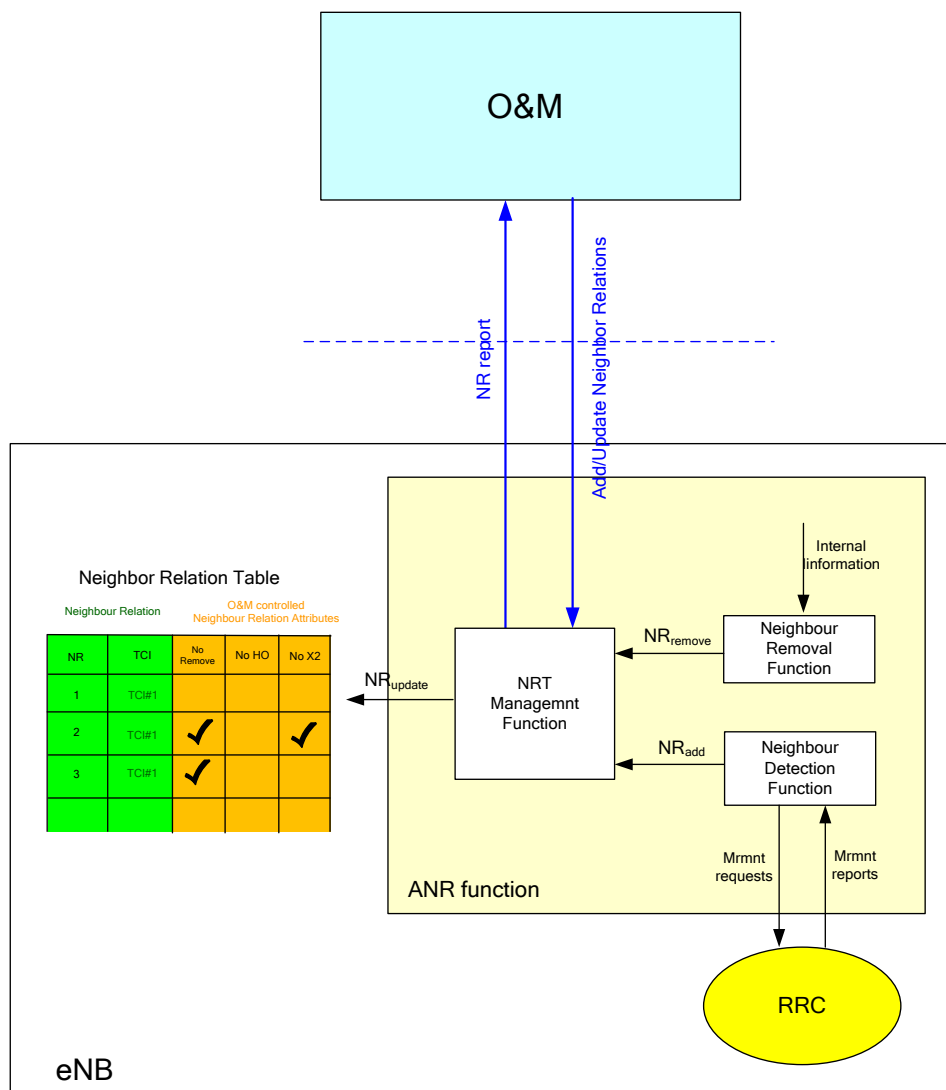 O&M
NR report
Add/Update Neighbor Relations
Internal
Iinformation
Neighbor Relation Table
Neighbour Relation
O&M controlled
Neighbour Relation Attributes
NR
TCI
No
Remove
No HO
No X2
1
TCI#1
2
TCI#1
3
TCI#1
NRupdate
NRT
Managemnt
Function
NRremove
Neighbour
Removal
Function
NRadd
Neighbour
Detection
Function
Mrmnt
requests
Mrmnt
reports
ANR function
RRC
eNB